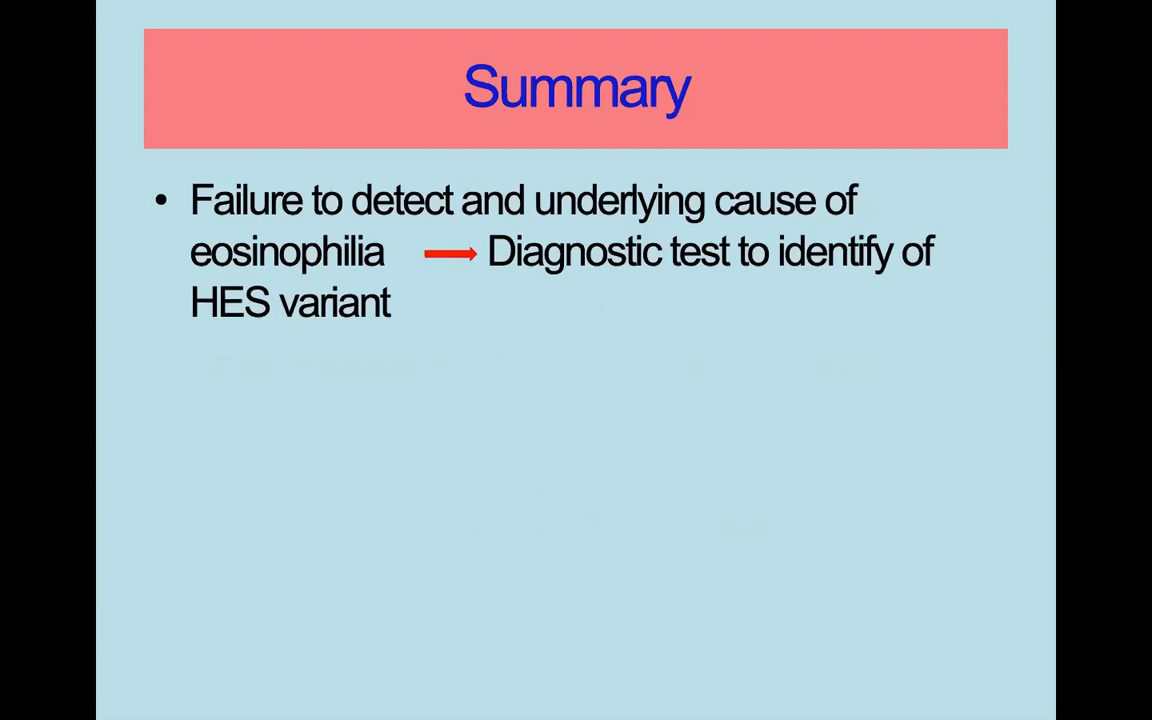 Summary
• Failure to detect and underlying cause of
eosinophilia → Diagnostic test to identify of
HES variant